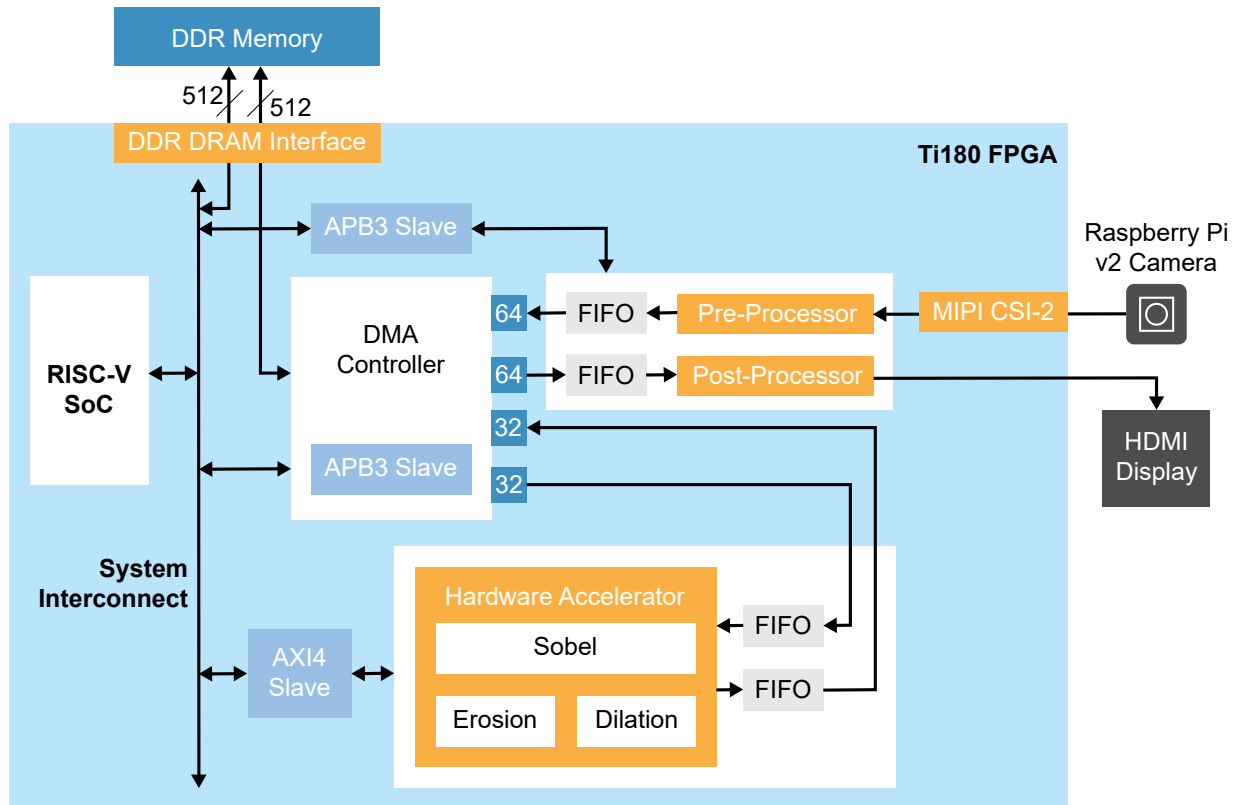 DDR Memory
512
512
DDR DRAM Interface
Ti180 FPGA
APB3 Slave
Raspberry Pi
v2 Camera
64
FIFO
Pre-Processor
MIPI CSI-2
DMA
Controller
RISC-V
SoC
64
FIFO
Post-Processor
32
HDMI
Display
APB3 Slave
32
System
Interconnect
Hardware Accelerator
FIFO
Sobel
AXI4
Slave
FIFO
Erosion
Dilation